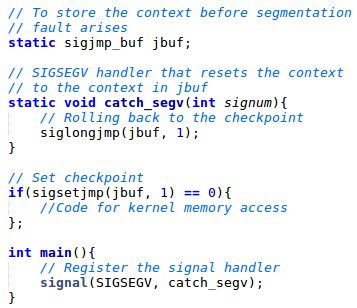 // To store the context before segmentation
// fault arises
static sigjmp_buf jbuf;

// SIGSEGV handler that resets the context
// to the context in jbuf
static void catch_segv(int signum){
    // Rolling back to the checkpoint
    siglongjmp(jbuf, 1);
}

// Set checkpoint
if(sigsetjmp(jbuf, 1) == 0){
    //Code for kernel memory access
};

int main(){
    // Register the signal handler
    signal(SIGSEGV, catch_segv);
}